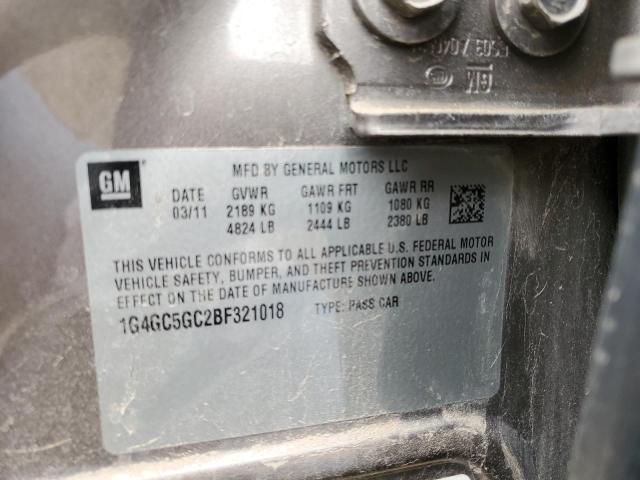 GM
GM
MFD BY GENERAL MOTORS LLC
DATE GVWR GAWR FRT GAWR RR
03/11 2189 KG 1109 KG 1080 KG
4824 LB 2444 LB 2380 LB
THIS VEHICLE CONFORMS TO ALL APPLICABLE U.S. FEDERAL MOTOR
VEHICLE SAFETY, BUMPER, AND THEFT PREVENTION STANDARDS IN
EFFECT ON THE DATE OF MANUFACTURE SHOWN ABOVE.
1G4GC5GC2BF321018 TYPE: PASS CAR